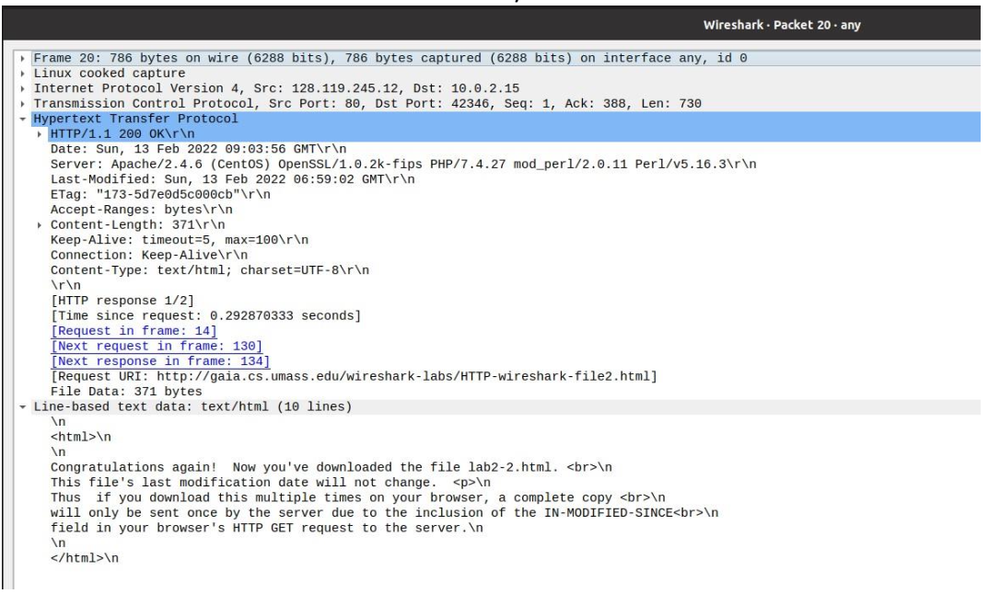 Wireshark · Packet 20 · any
Frame 20: 786 bytes on wire (6288 bits), 786 bytes captured (6288 bits) on interface any, id 0
Linux cooked capture
Internet Protocol Version 4, Src: 128.119.245.12, Dst: 10.0.2.15
Transmission Control Protocol, Src Port: 80, Dst Port: 42346, Seq: 1, Ack: 388, Len: 730
Hypertext Transfer Protocol
HTTP/1.1 200 OK\r\n
Date: Sun, 13 Feb 2022 09:03:56 GMT\r\n
Server: Apache/2.4.6 (CentOS) OpenSSL/1.0.2k-fips PHP/7.4.27 mod_perl/2.0.11 Perl/v5.16.3\r\n
Last-Modified: Sun, 13 Feb 2022 06:59:02 GMT\r\n
ETag: "173-5d7e0d5c000cb"\r\n
Accept-Ranges: bytes\r\n
Content-Length: 371\r\n
Keep-Alive: timeout=5, max=100\r\n
Connection: Keep-Alive\r\n
Content-Type: text/html; charset=UTF-8\r\n
\r\n
[HTTP response 1/2]
[Time since request: 0.292870333 seconds]
[Request in frame: 14]
[Next request in frame: 130]
[Next response in frame: 134]
[Request URI: http://gaia.cs.umass.edu/wireshark-labs/HTTP-wireshark-file2.html]
File Data: 371 bytes
Line-based text data: text/html (10 lines)
\n
<html>\n
\n
Congratulations again!  Now you've downloaded the file lab2-2.html. <br>\n
This file's last modification date will not change.  <p>\n
Thus  if you download this multiple times on your browser, a complete copy <br>\n
will only be sent once by the server due to the inclusion of the IN-MODIFIED-SINCE<br>\n
field in your browser's HTTP GET request to the server.\n
\n
</html>\n